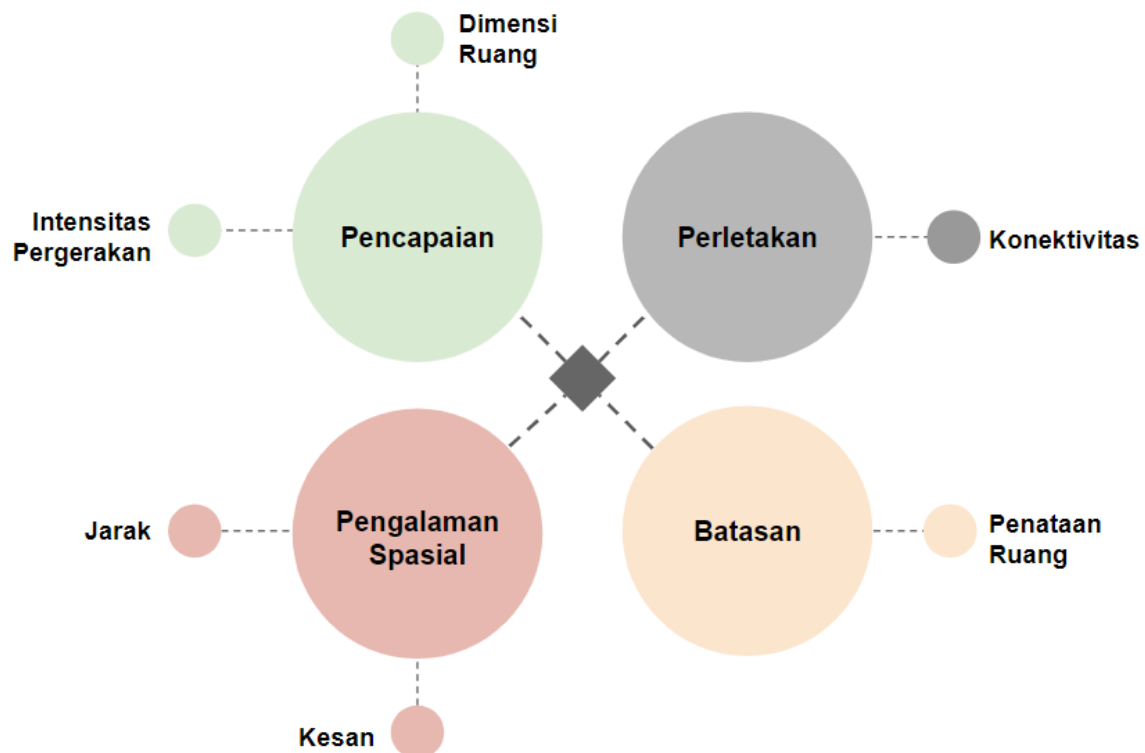 Dimensi
Ruang
Intensitas
Pergerakan
Pencapaian
Perletakan
Konektivitas
Jarak
Pengalaman
Spasial
Batasan
Penataan
Ruang
Kesan